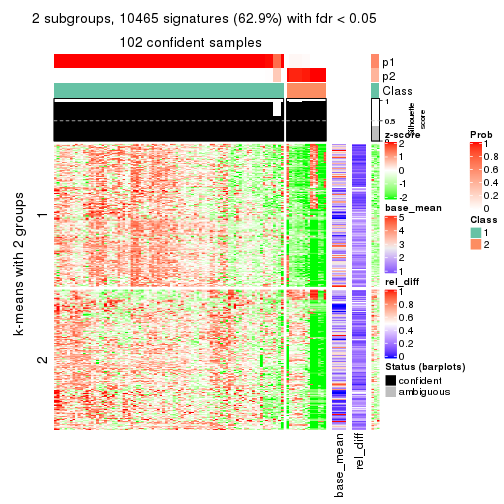 2 subgroups, 10465 signatures (62.9%) with fdr < 0.05
102 confident samples
p1
p2
Class
1
0.5
0
Silhouette
score
k-means with 2 groups
1
2
base_mean
rel_diff
z-score
2
1
0
-1
-2
base_mean
5
4
3
2
1
rel_diff
1
0.8
0.6
0.4
0.2
0
Status (barplots)
confident
ambiguous
Prob
1
0.8
0.6
0.4
0.2
0
Class
1
2